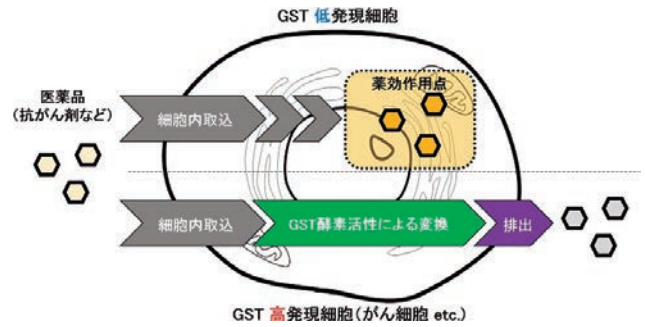 GST 低発現細胞
医薬品
(抗がん剤など)
細胞内取込
薬効作用点
細胞内取込
GST酵素活性による変換
排出
GST 高発現細胞(がん細胞 etc.)